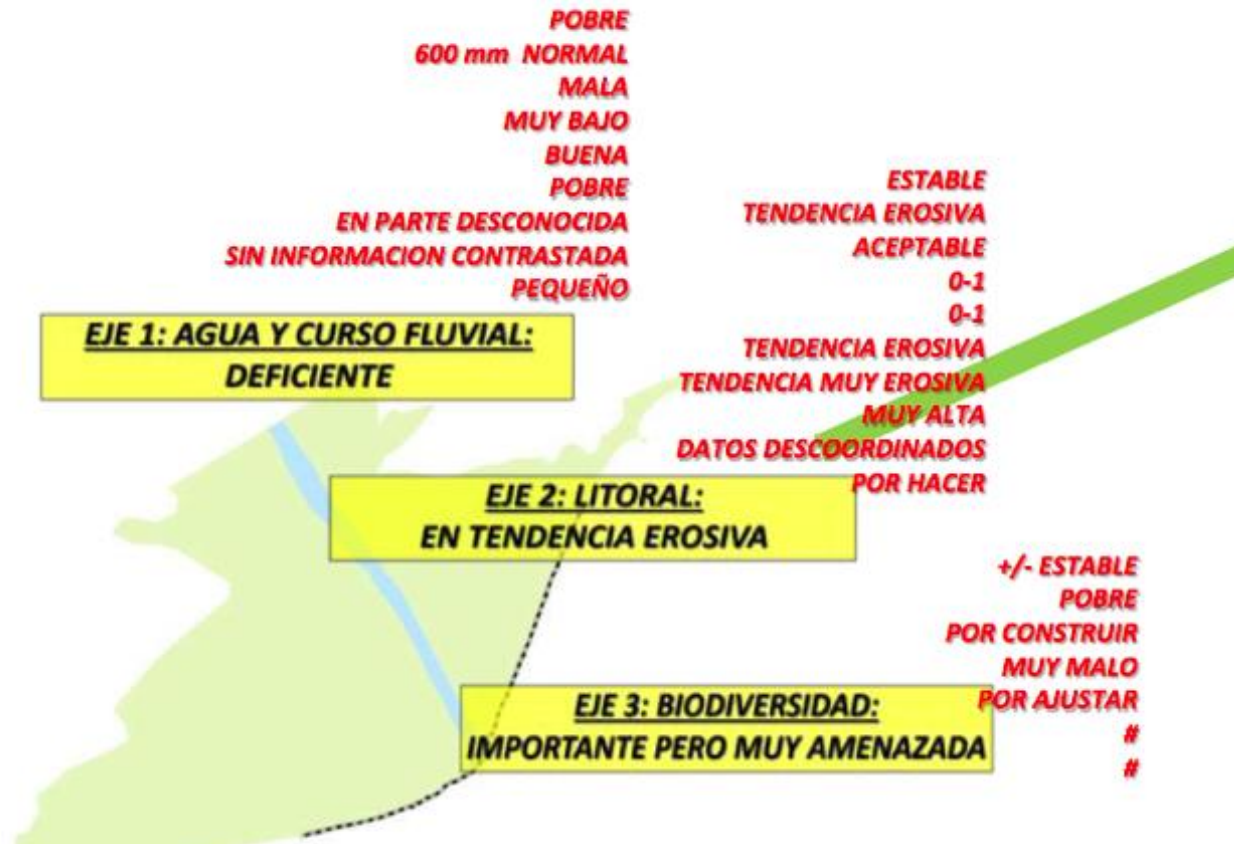 POBRE
600 mm NORMAL
MALA
MUY BAJO
BUENA
POBRE
EN PARTE DESCONOCIDA
SIN INFORMACION CONTRASTADA
PEQUEÑO
EJE 1: AGUA Y CURSO FLUVIAL:
DEFICIENTE
ESTABLE
TENDENCIA EROSIVA
ACEPTABLE
0-1
0-1
TENDENCIA EROSIVA
TENDENCIA MUY EROSIVA
MUY ALTA
DATOS DESCOORDINADOS
POR HACER
EJE 2: LITORAL:
EN TENDENCIA EROSIVA
+/- ESTABLE
POBRE
POR CONSTRUIR
MUY MALO
POR AJUSTAR
#
#
EJE 3: BIODIVERSIDAD:
IMPORTANTE PERO MUY AMENAZADA